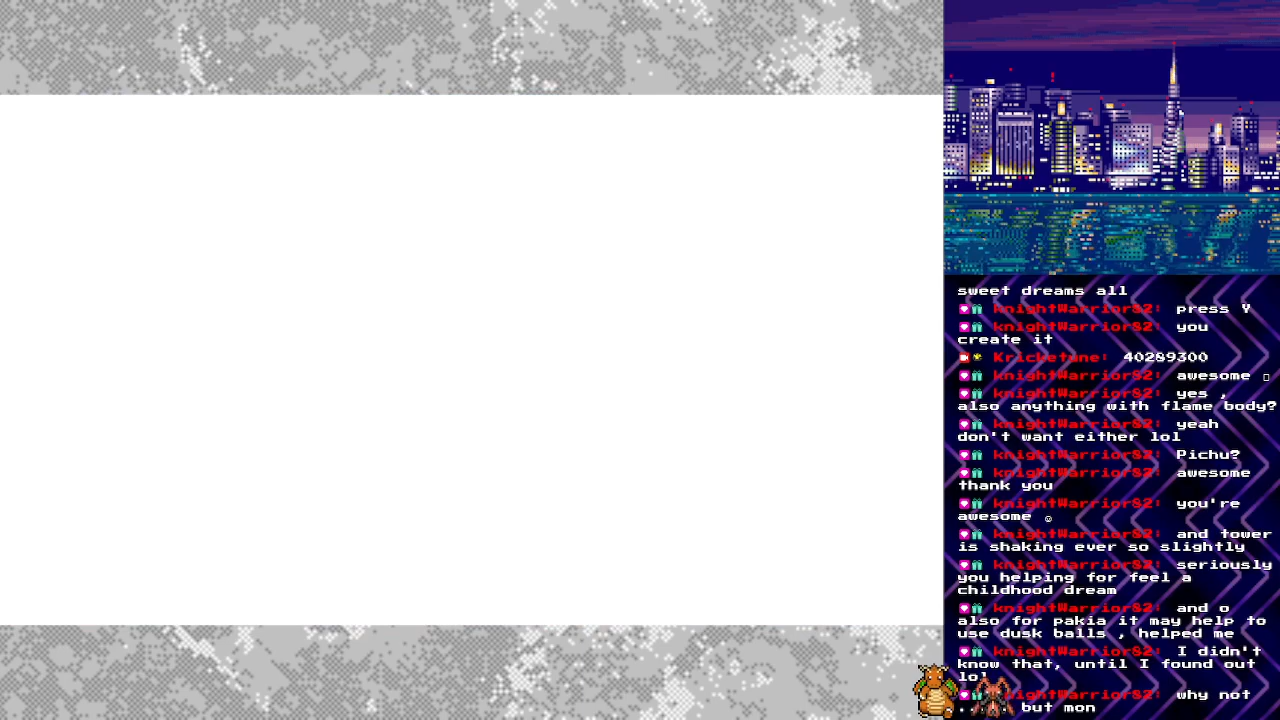 sweet dreams all
knightWarrior82: press Y
knightWarrior82: you
create it
Kricketune: 40289300
knightWarrior82: awesome
knightWarrior82: yes ,
also anything with flame body?
knightWarrior82: yeah
don't want either lol
knightWarrior82: Pichu?
knightWarrior82: awesome
thank you
knightWarrior82: you're
awesome
knightWarrior82: and tower
is shaking ever so slightly
knightWarrior82: seriously
you helping for feel a
childhood dream
knightWarrior82: and o
also for pakia it may help to
use dusk balls , helped me
knightWarrior82: I didn't
know that, until I found out
lol
knightWarrior82: why not
but mon